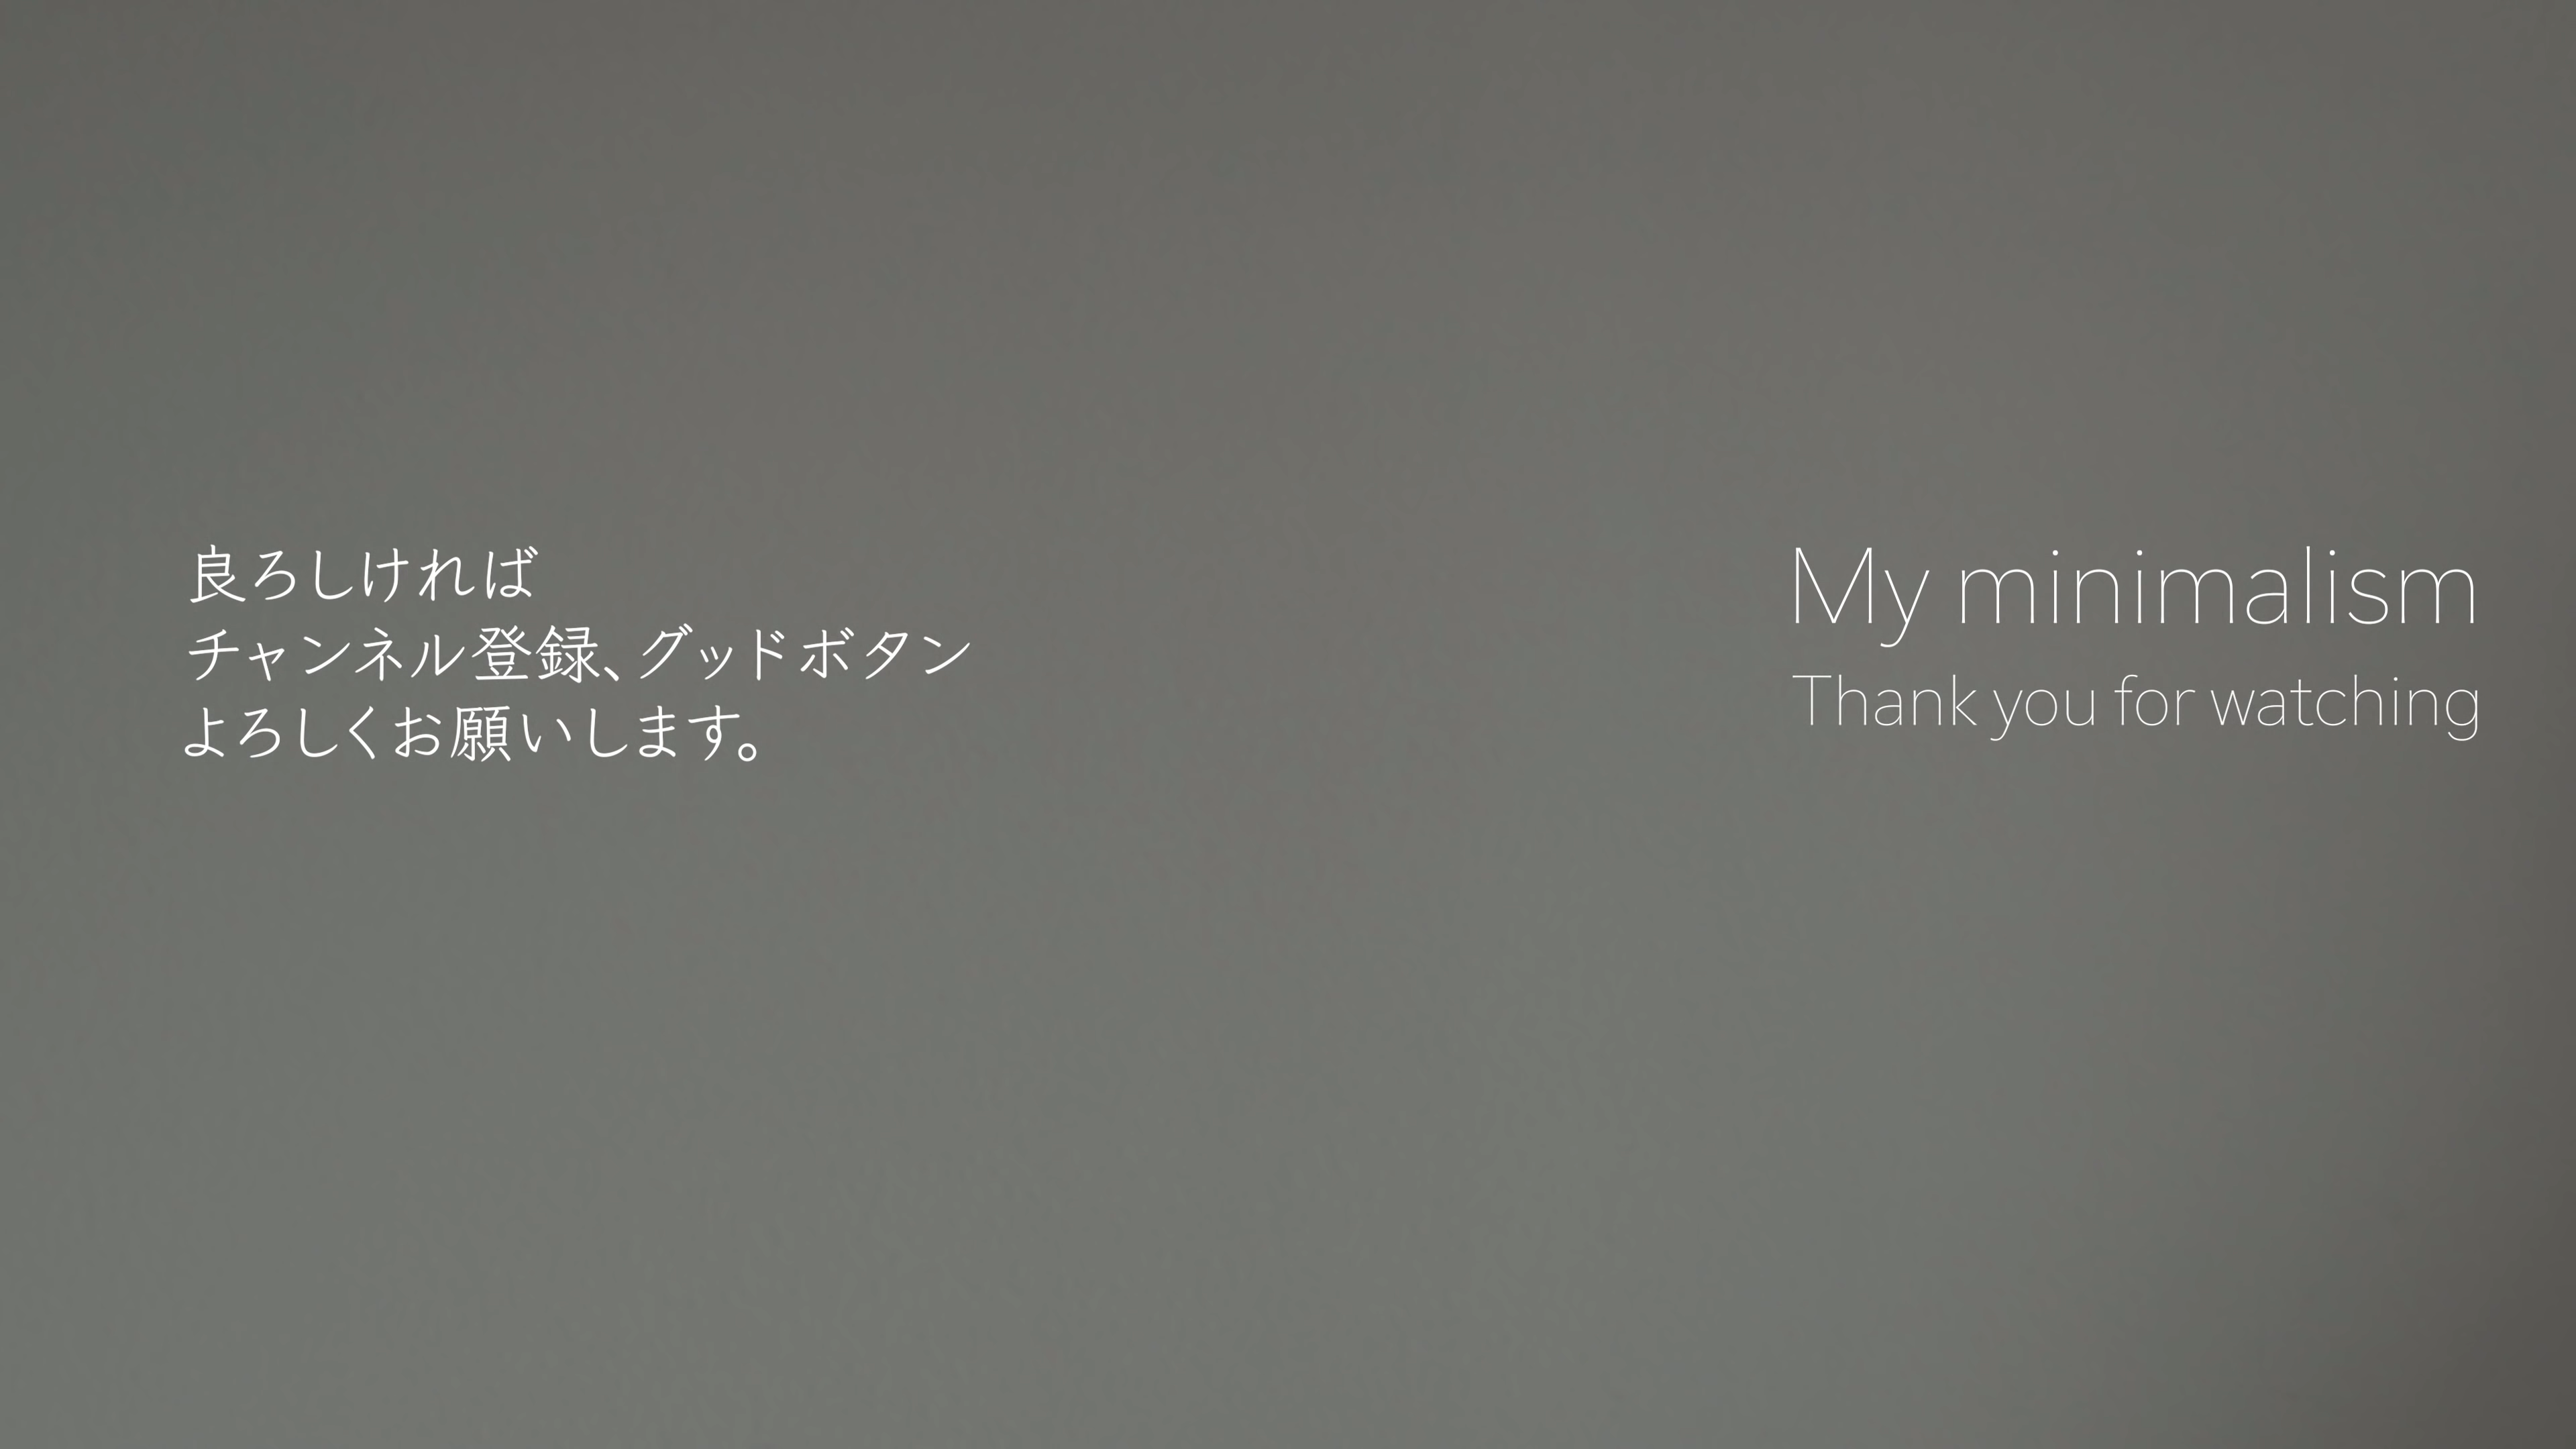 良ろしければ
チャンネル登録、グッドボタン
よろしくお願いします。
My minimalism
Thank you for watching